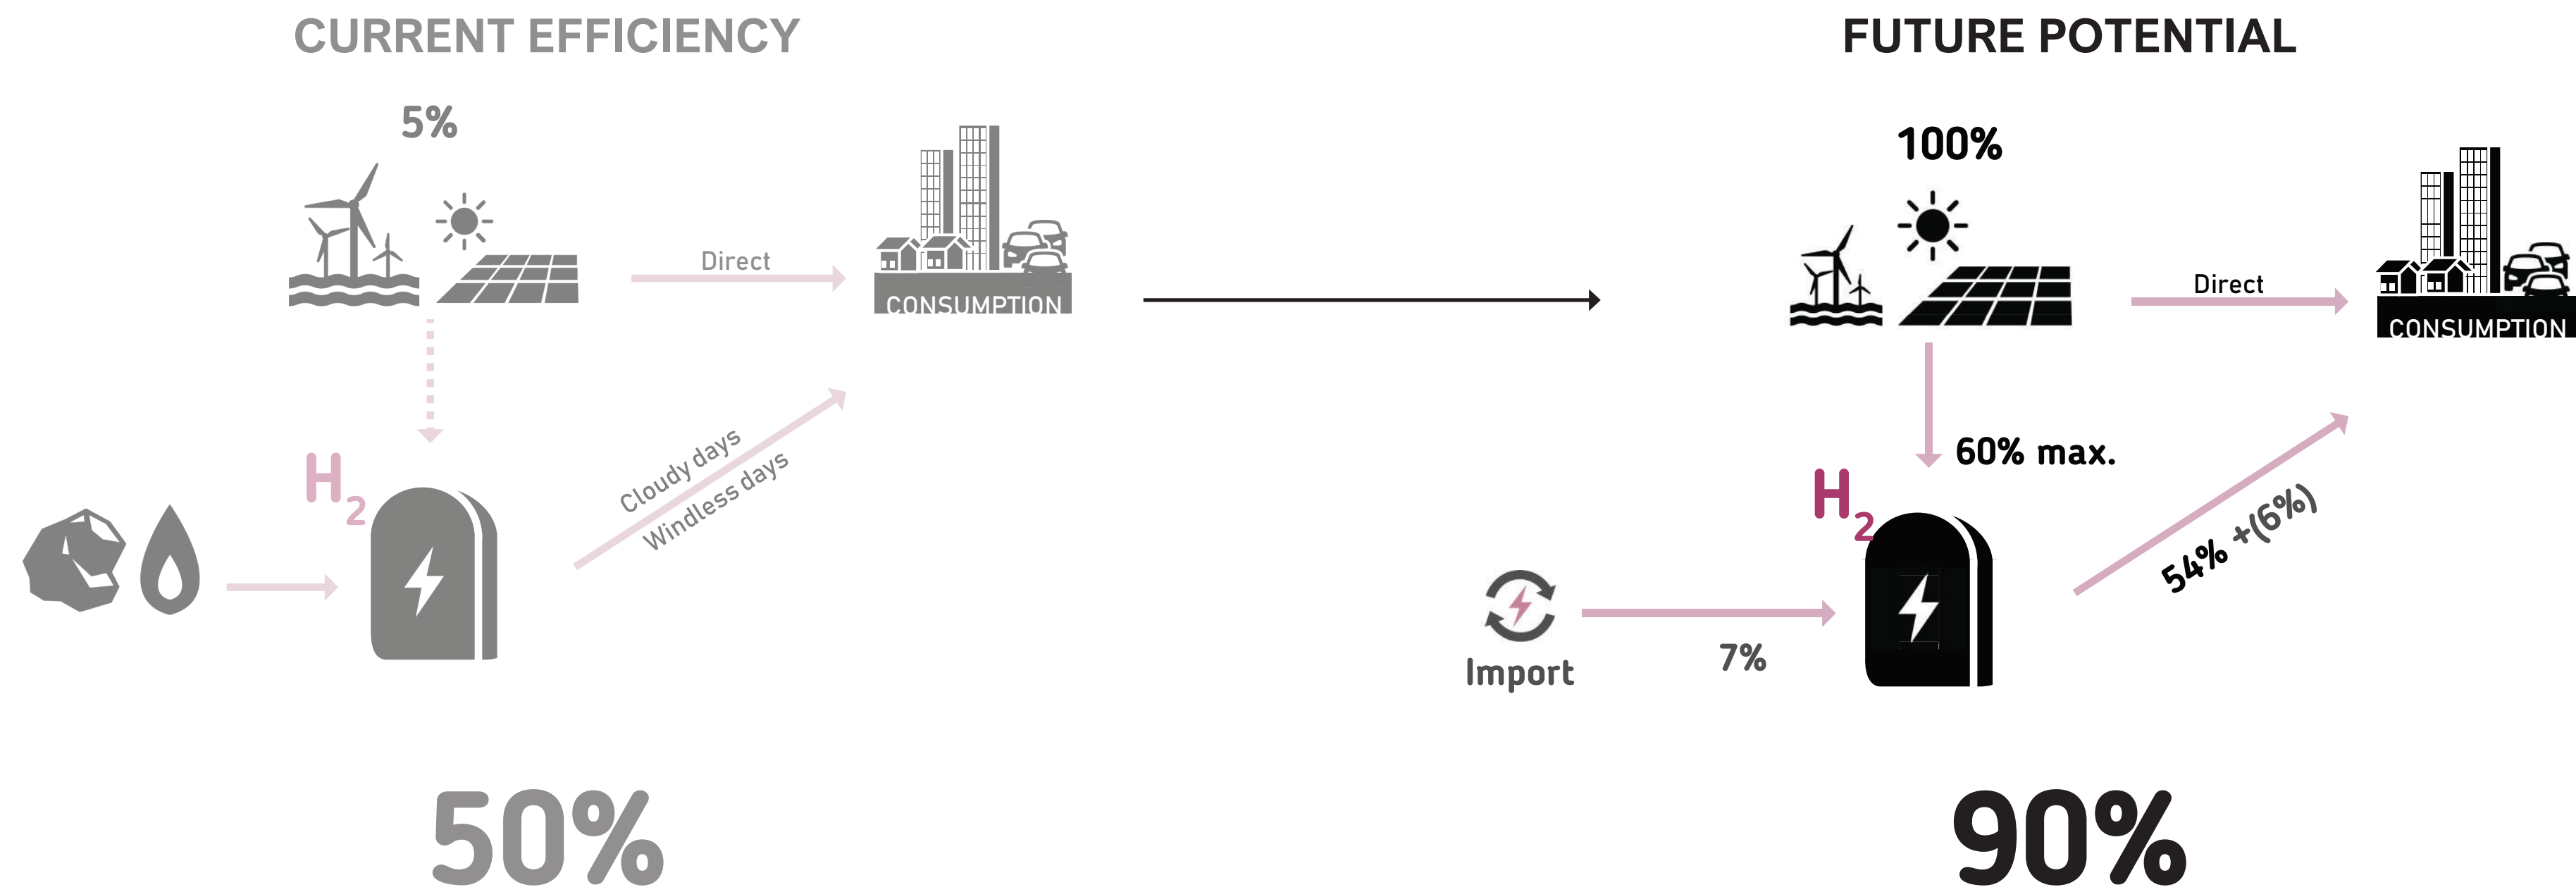 CURRENT EFFICIENCY
5%
Direct
CONSUMPTION
H2
Cloudy days
Windless days
50%
FUTURE POTENTIAL
100%
Direct
CONSUMPTION
60% max.
H2
54% +(6%)
Import
7%
90%